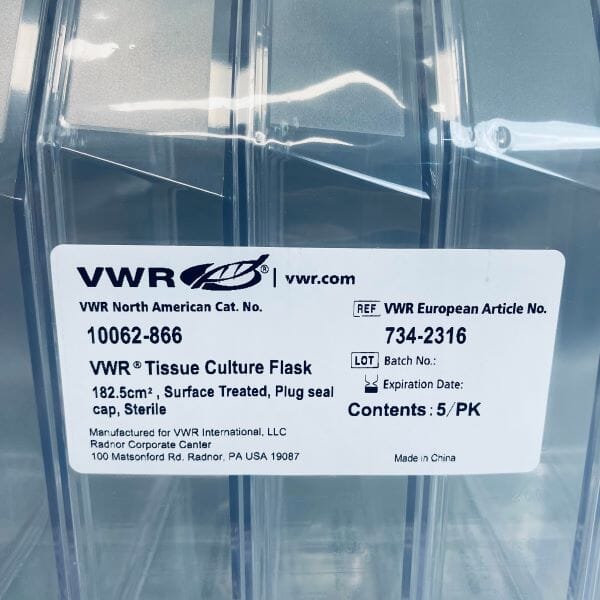 VWR® | vwr.com
VWR North American Cat. No.
10062-866
REF VWR European Article No.
734-2316
VWR® Tissue Culture Flask
182.5cm² , Surface Treated, Plug seal
cap, Sterile
LOT Batch No.:
Expiration Date:
Contents: 5/PK
Manufactured for VWR International, LLC
Radnor Corporate Center
100 Matsonford Rd. Radnor, PA USA 19087
Made in China